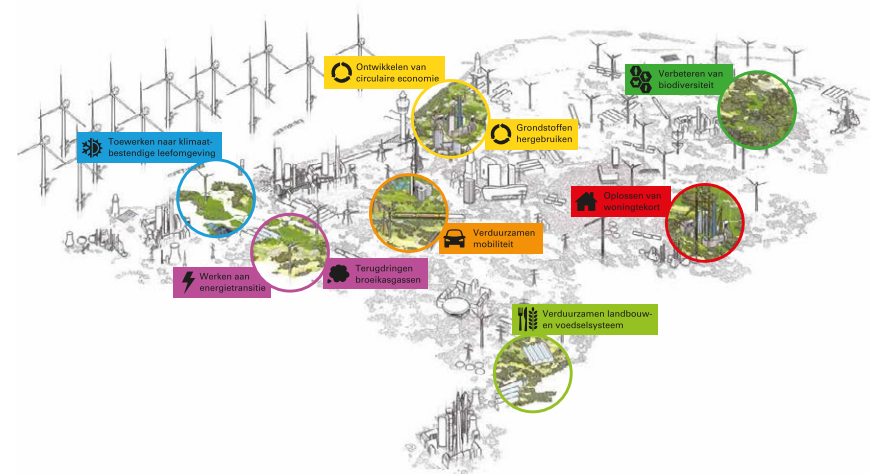 Ontwikkelen van
circulaire economie
Verbeteren van
biodiversiteit
Grondstoffen
hergebruiken
Toewerken naar klimaat-
bestendige leefomgeving
Oplossen van
woningtekort
Verduurzamen
mobiliteit
Werken aan
energietransitie
Terugdringen
broeikasgassen
Verduurzamen landbouw-
en voedselsysteem